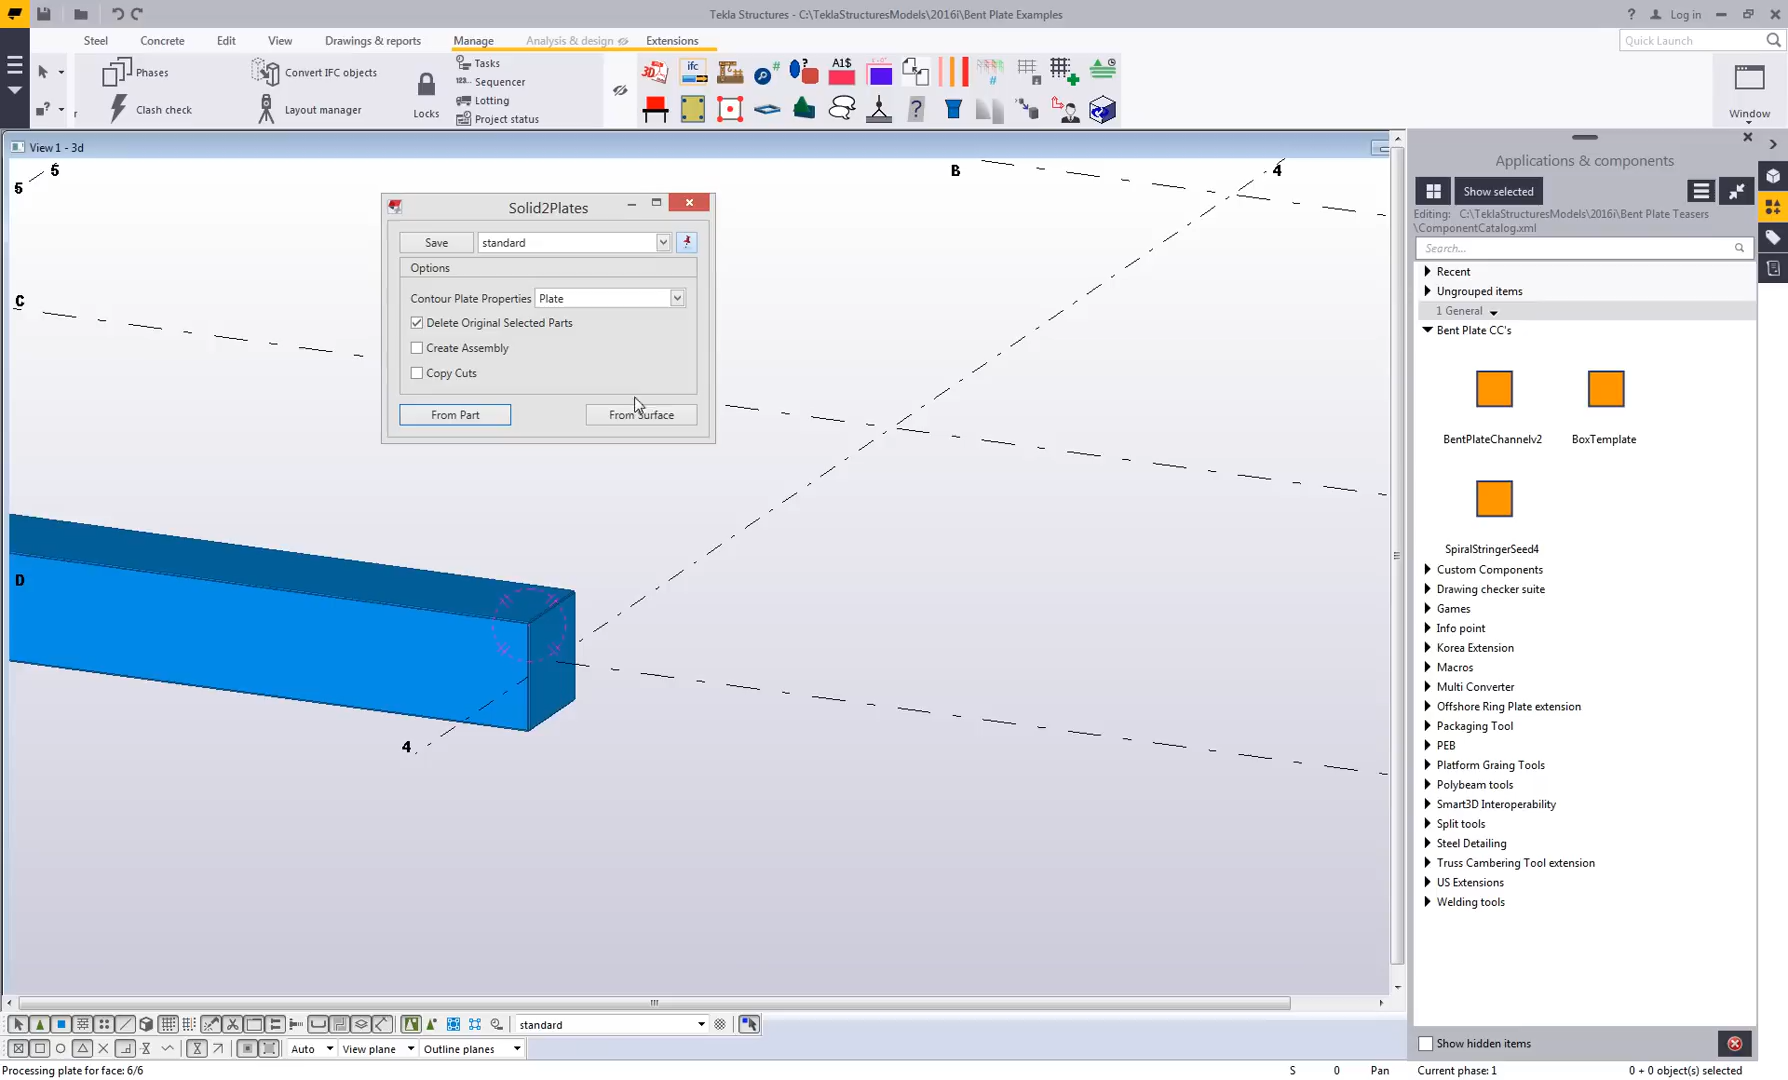 Tekla Structures - C:\TeklaStructuresModels\2016i\Bent Plate Examples
? Log in
Steel Concrete Edit View Drawings & reports Manage Analysis & design Extensions
Quick Launch
Phases
Convert IFC objects
Clash check
Layout manager
Locks
Tasks
Sequencer
Lotting
Project status
Window
View 1 - 3d
5 5
B
4
C
D
4
Solid2Plates
Save standard
Options
Contour Plate Properties Plate
Delete Original Selected Parts
Create Assembly
Copy Cuts
From Part From Surface
Applications & components
Show selected
Editing: C:\TeklaStructuresModels\2016i\Bent Plate Teasers
\ComponentCatalog.xml
Search...
Recent
Ungrouped items
1 General
Bent Plate CC's
BentPlateChannelv2 BoxTemplate
SpiralStringerSeed4
Custom Components
Drawing checker suite
Games
Info point
Korea Extension
Macros
Multi Converter
Offshore Ring Plate extension
Packaging Tool
PEB
Platform Graing Tools
Polybeam tools
Smart3D Interoperability
Split tools
Steel Detailing
Truss Cambering Tool extension
US Extensions
Welding tools
Show hidden items
standard
Auto View plane Outline planes
Processing plate for face: 6/6
S 0 Pan Current phase: 1 0 + 0 object(s) selected